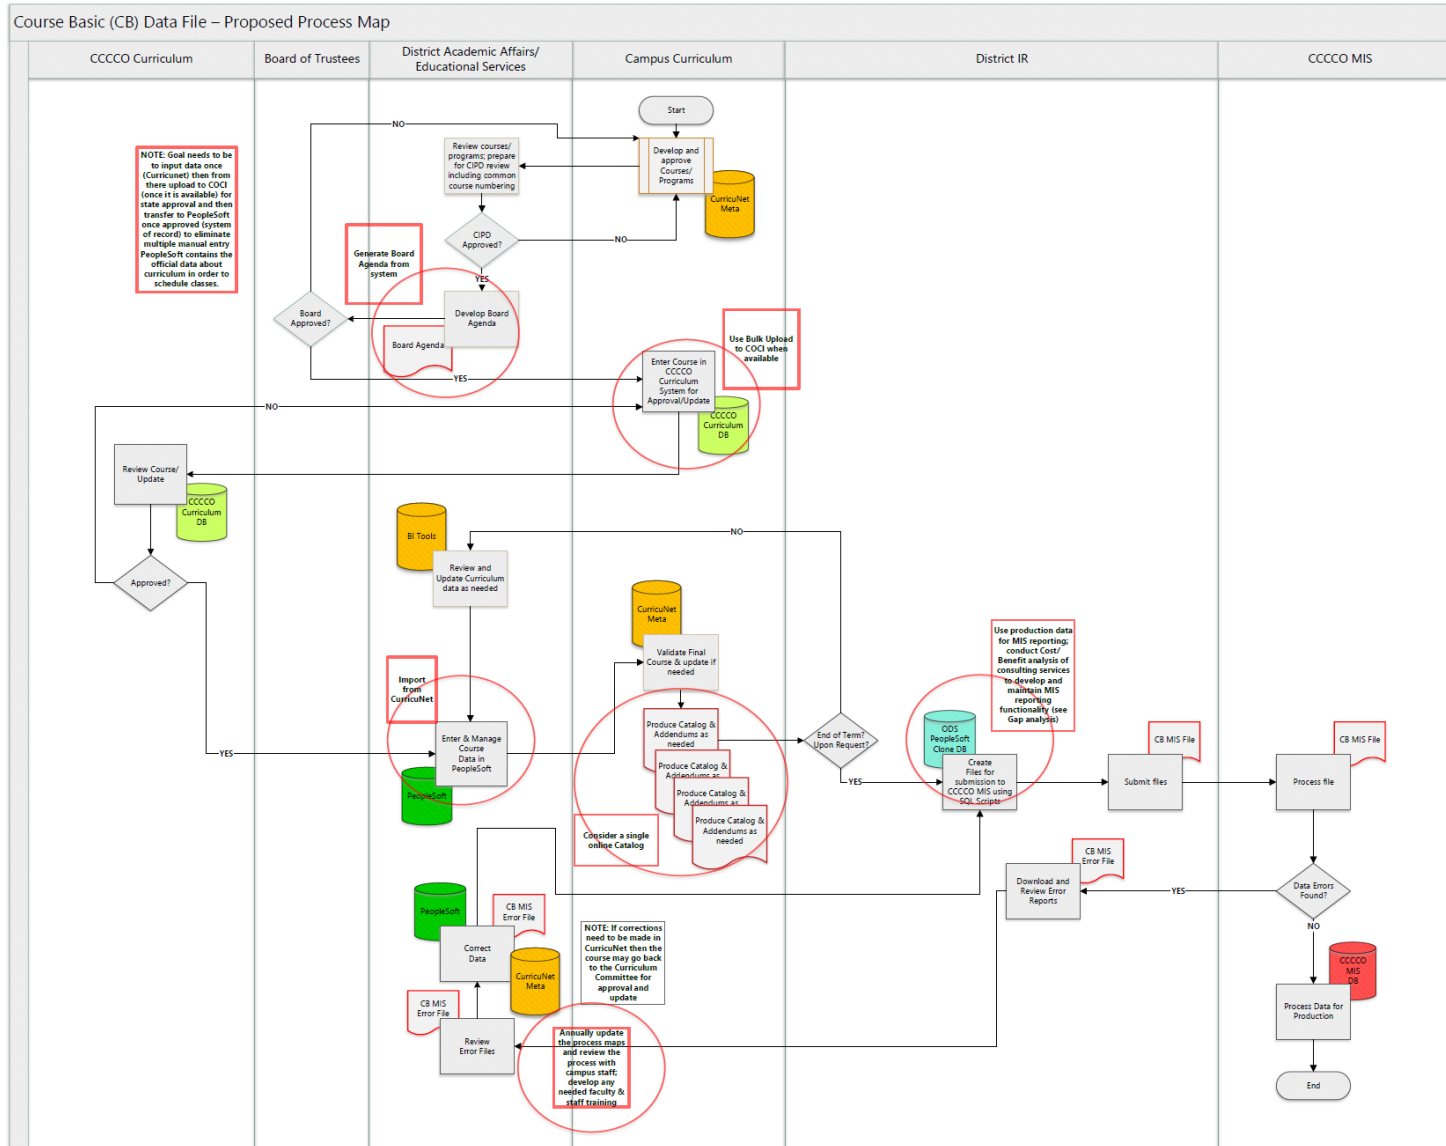 Course Basic (CB) Data File – Proposed Process Map
CCCCO Curriculum
Board of Trustees
District Academic Affairs/
Educational Services
Campus Curriculum
District IR
CCCCO MIS
Start
NO
Review courses/
programs; prepare
for CIPD review
including common
course numbering
Develop and
approve
Courses/
Programs
CurricuNet
Meta
NOTE: Goal needs to be
to input data once
(Curricunet) then from
there upload to COCI
(once it is available) for
state approval and then
transfer to PeopleSoft
once approved (system
of record) to eliminate
multiple manual entry
PeopleSoft contains the
official data about
curriculum in order to
schedule classes.
CIPD
Approved?
NO
YES
Generate Board
Agenda from
system
Board
Approved?
Develop Board
Agenda
Board Agenda
YES
Use Bulk Upload
to COCI when
available
Enter Course in
CCCCO
Curriculum
System for
Approval/Update
CCCCO
Curriculum
DB
NO
Review Course/
Update
CCCCO
Curriculum
DB
Approved?
YES
BI Tools
NO
Review and
Update Curriculum
data as needed
CurricuNet
Meta
Validate Final
Course & update if
needed
Import
from
CurricuNet
Enter & Manage
Course
Data in
PeopleSoft
PeopleSoft
Produce Catalog &
Addendums as
needed
Produce Catalog &
Addendums as
Produce Catalog &
Addendums as
Produce Catalog &
Addendums as
needed
Consider a single
online Catalog
End of Term?
Upon Request?
YES
Use production data
for MIS reporting;
conduct Cost/
Benefit analysis of
consulting services
to develop and
maintain MIS
reporting
functionality (see
Gap analysis)
ODS
PeopleSoft
Clone DB
Create
Files for
submission to
CCCCO MIS using
SQL Scripts
CB MIS File
Submit files
CB MIS File
Process file
Data Errors
Found?
YES
NO
CB MIS
Error File
Download and
Review Error
Reports
CCCCO
MIS
DB
Process Data for
Production
End
PeopleSoft
CB MIS
Error File
Correct
Data
CurricuNet
Meta
NOTE: If corrections
need to be made in
CurricuNet then the
course may go back
to the Curriculum
Committee for
approval and
update
CB MIS
Error File
Review
Error Files
Annually update
the process maps
and review the
process with
campus staff;
develop any
needed faculty &
staff training